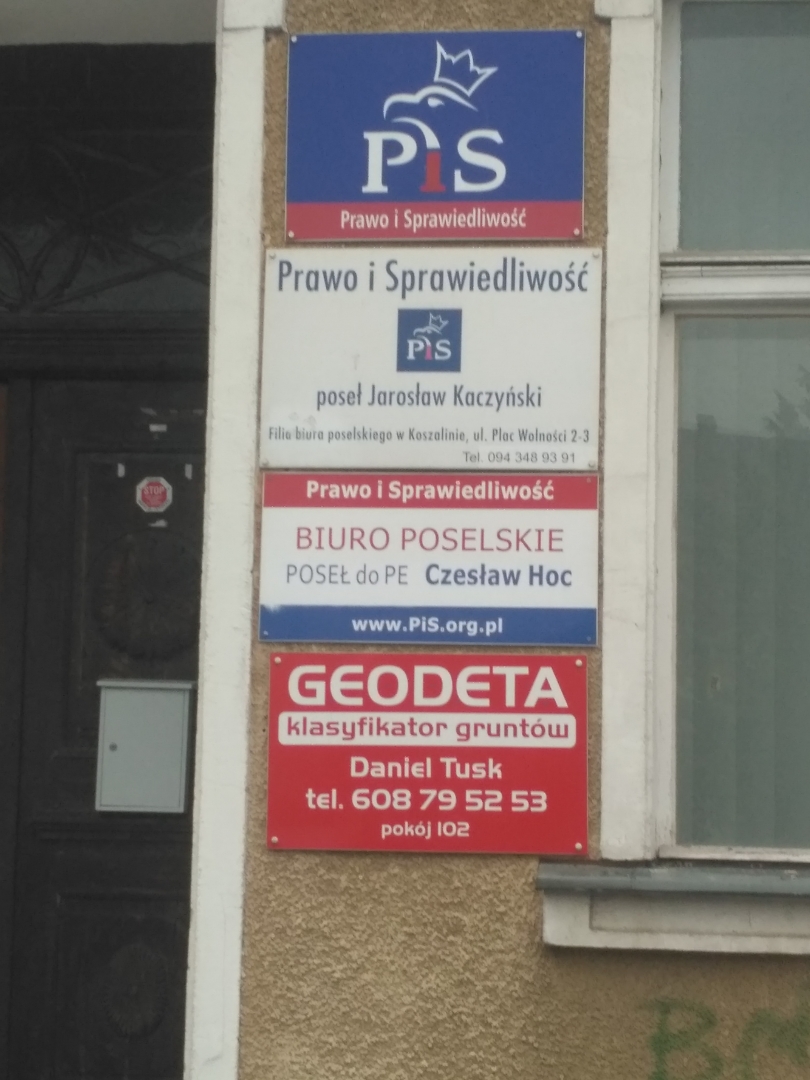 PiS
Prawo i Sprawiedliwość
Prawo i Sprawiedliwość
PiS
poseł Jarosław Kaczyński
Filia biura poselskiego w Koszalinie, ul. Plac Wolności 2-3
Tel. 094 348 93 91
Prawo i Sprawiedliwość
BIURO POSELSKIE
POSEŁ do PE Czesław Hoc
www.PiS.org.pl
STOP
GEODETA
klasyfikator gruntów
Daniel Tusk
tel. 608 79 52 53
pokój 102